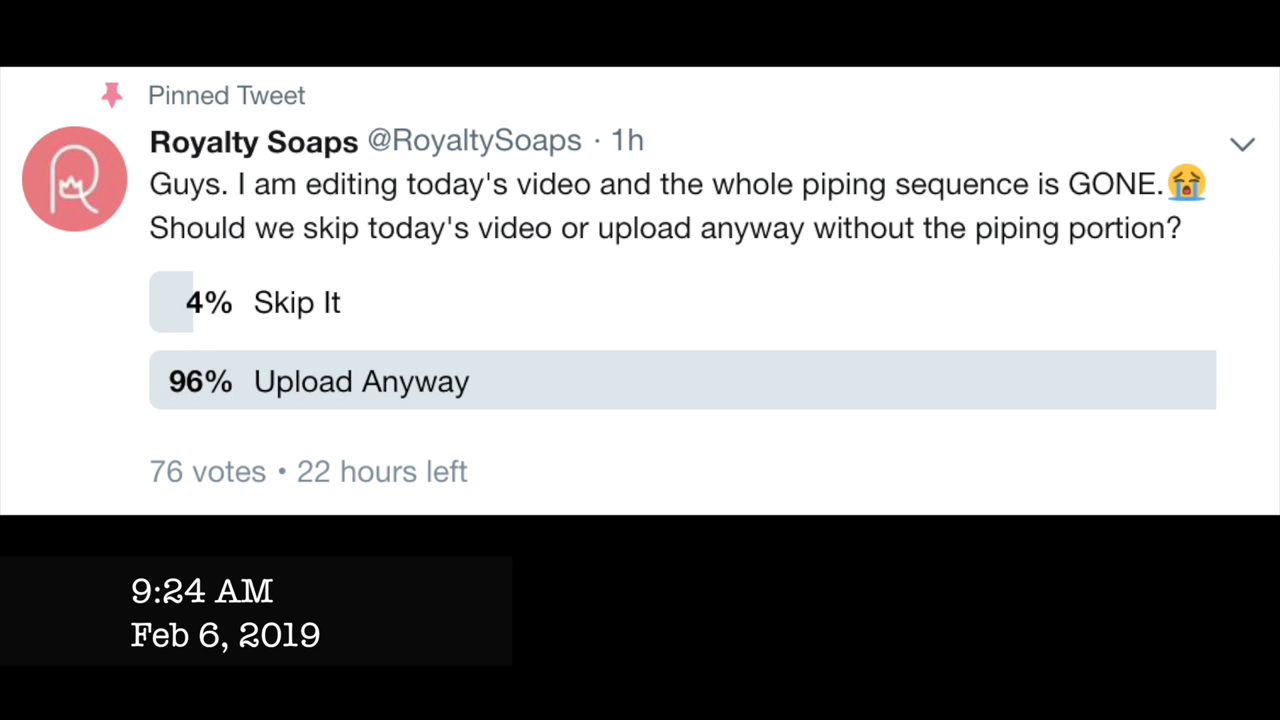 Pinned Tweet
Royalty Soaps @RoyaltySoaps · 1h
Guys. I am editing today's video and the whole piping sequence is GONE.😭
Should we skip today's video or upload anyway without the piping portion?
4% Skip It
96% Upload Anyway
76 votes • 22 hours left
9:24 AM
Feb 6, 2019